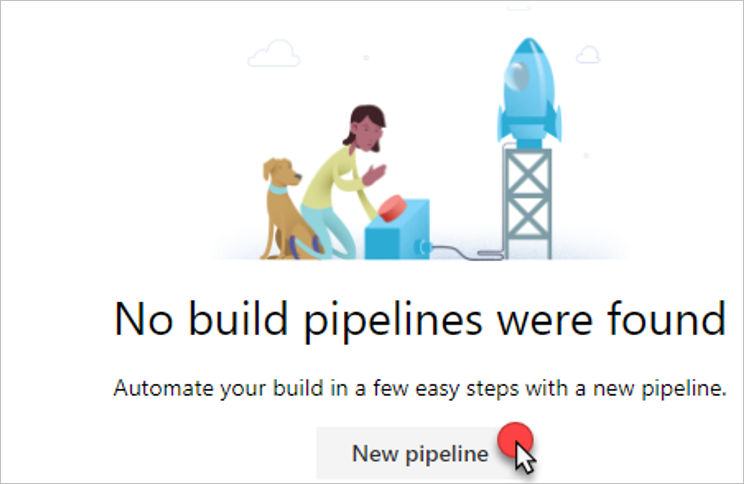 No build pipelines were found
Automate your build in a few easy steps with a new pipeline.
New pipeline